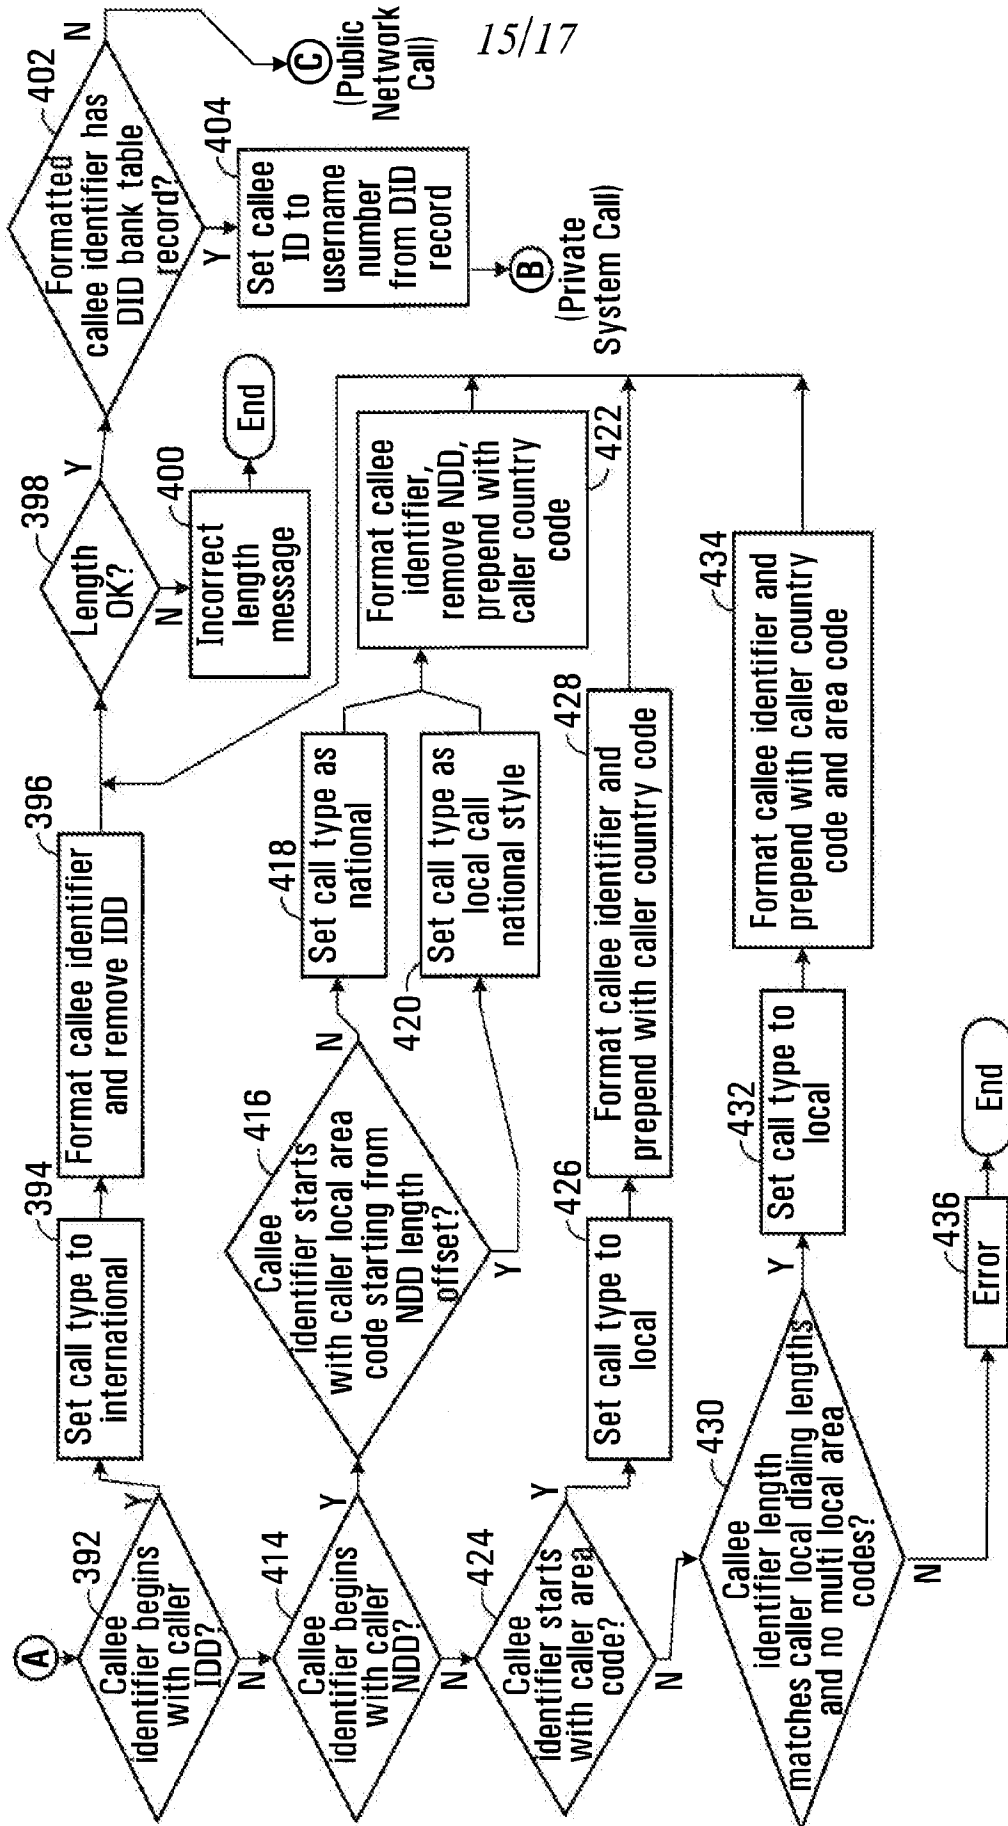 15/17
A
392
Callee
identifier begins
with caller
IDD?
Y
N
394
Set call type to
international
396
Format callee identifier
and remove IDD
398
Length
OK?
Y
N
400
Incorrect
length
message
End
402
Formatted
callee identifier has
DID bank table
record?
N
Y
C
(Public
Network
Call)
404
Set callee
ID to
username
number
from DID
record
B
(Private
System Call)
414
Callee
identifier begins
with caller
NDD?
Y
N
416
Callee
identifier starts
with caller local area
code starting from
NDD length
offset?
N
Y
418
Set call type as
national
420
Set call type as
local call
national style
Format callee
identifier,
remove NDD,
prepend with
caller country
code
422
424
Callee
identifier starts
with caller area
code?
Y
N
426
Set call type to
local
428
Format callee identifier and
prepend with caller country code
430
Callee
identifier length
matches caller local dialing lengths
and no multi local area
codes?
Y
N
432
Set call type to
local
434
Format callee identifier and
prepend with caller country
code and area code
436
Error
End